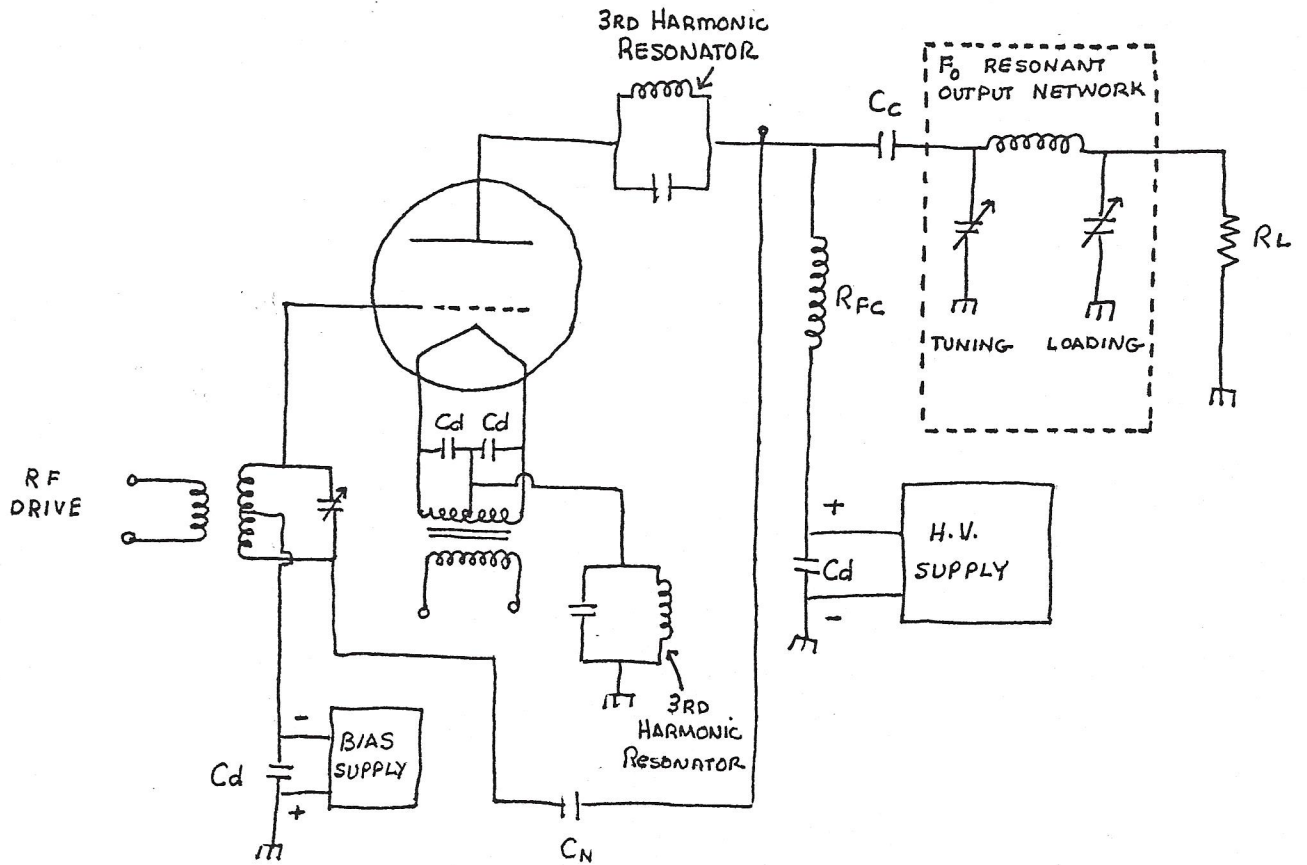 3RD HARMONIC
RESONATOR
F0 RESONANT
OUTPUT NETWORK
CC
RL
RFC
TUNING
LOADING
Cd
Cd
RF
DRIVE
+
H.V.
SUPPLY
Cd
-
3RD
HARMONIC
RESONATOR
-
BIAS
SUPPLY
Cd
+
CN